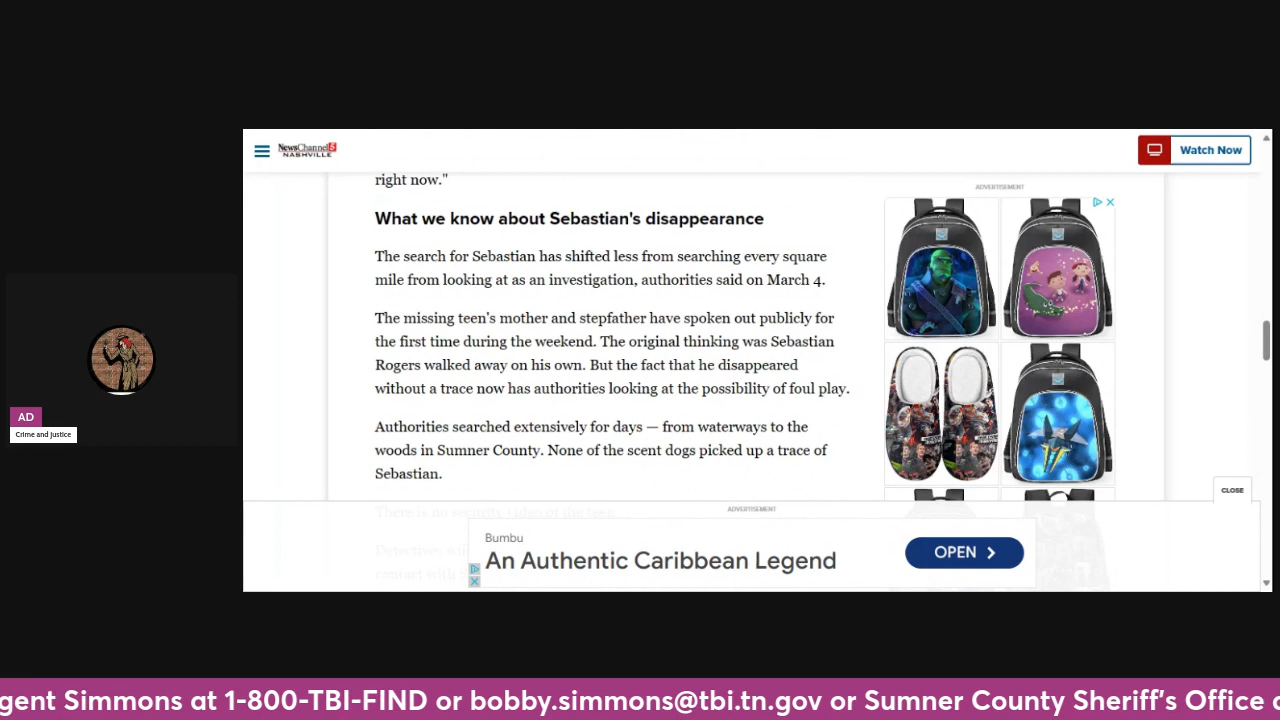 NewsChannel 5
NASHVILLE
Watch Now
right now."
ADVERTISEMENT
What we know about Sebastian's disappearance
The search for Sebastian has shifted less from searching every square
mile from looking at as an investigation, authorities said on March 4.
The missing teen's mother and stepfather have spoken out publicly for
the first time during the weekend. The original thinking was Sebastian
Rogers walked away on his own. But the fact that he disappeared
without a trace now has authorities looking at the possibility of foul play.
AD
Crime and Justice
Authorities searched extensively for days — from waterways to the
woods in Sumner County. None of the scent dogs picked up a trace of
Sebastian.
CLOSE
ADVERTISEMENT
There is no security video of the teen.
Detectives will
contact with
Bumbu
An Authentic Caribbean Legend
OPEN
gent Simmons at 1-800-TBI-FIND or bobby.simmons@tbi.tn.gov or Sumner County Sheriff's Office